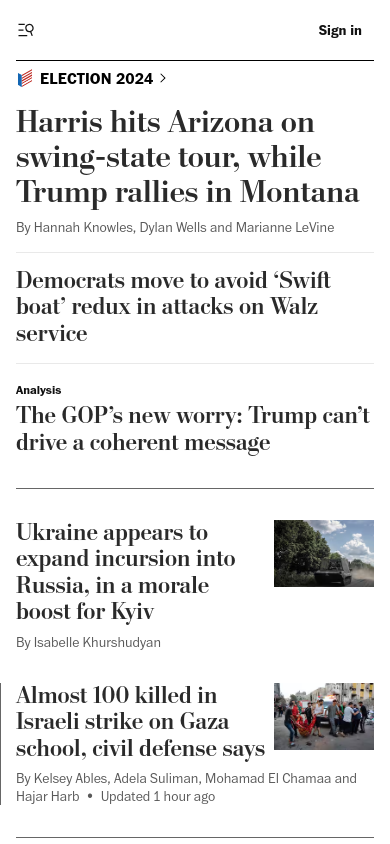 Sign in
ELECTION 2024
Harris hits Arizona on
swing-state tour, while
Trump rallies in Montana
By Hannah Knowles, Dylan Wells and Marianne LeVine
Democrats move to avoid ‘Swift
boat’ redux in attacks on Walz
service
Analysis
The GOP’s new worry: Trump can’t
drive a coherent message
Ukraine appears to
expand incursion into
Russia, in a morale
boost for Kyiv
By Isabelle Khurshudyan
Almost 100 killed in
Israeli strike on Gaza
school, civil defense says
By Kelsey Ables, Adela Suliman, Mohamad El Chamaa and
Hajar Harb • Updated 1 hour ago